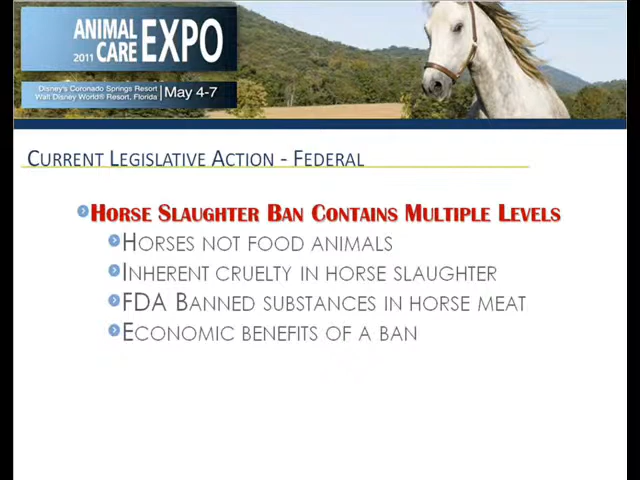 ANIMAL
2011 CARE EXPO
Disney's Coronado Springs Resort
Walt Disney World® Resort, Florida | May 4-7
CURRENT LEGISLATIVE ACTION - FEDERAL
HORSE SLAUGHTER BAN CONTAINS MULTIPLE LEVELS
HORSES NOT FOOD ANIMALS
INHERENT CRUELTY IN HORSE SLAUGHTER
FDA BANNED SUBSTANCES IN HORSE MEAT
ECONOMIC BENEFITS OF A BAN